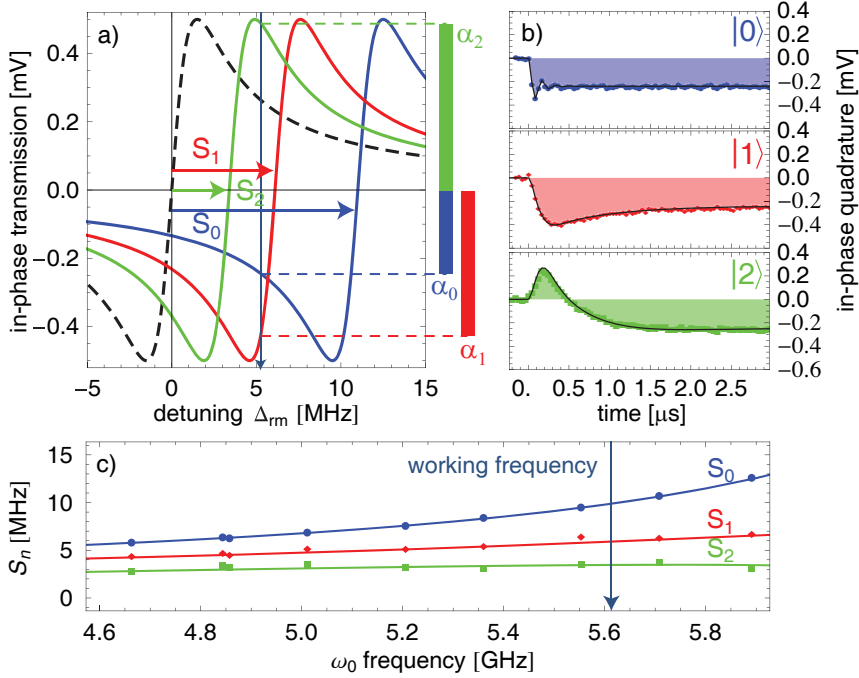 a)
in-phase transmission [mV]
0.4
0.2
0.0
-0.2
-0.4
S₁
S₂
S₀
α₂
α₀
α₁
-5 0 5 10 15
detuning Δrm [MHz]
b)
in-phase quadrature [mV]
|0⟩
0.4
0.2
0.0
-0.2
-0.4
|1⟩
0.4
0.2
0.0
-0.2
-0.4
|2⟩
0.4
0.2
0.0
-0.2
-0.4
-0.6
0. 0.5 1.0 1.5 2.0 2.5
time [μs]
c)
working frequency
Sn [MHz]
15
10
5
0
S₀
S₁
S₂
4.6 4.8 5.0 5.2 5.4 5.6 5.8
ω₀ frequency [GHz]